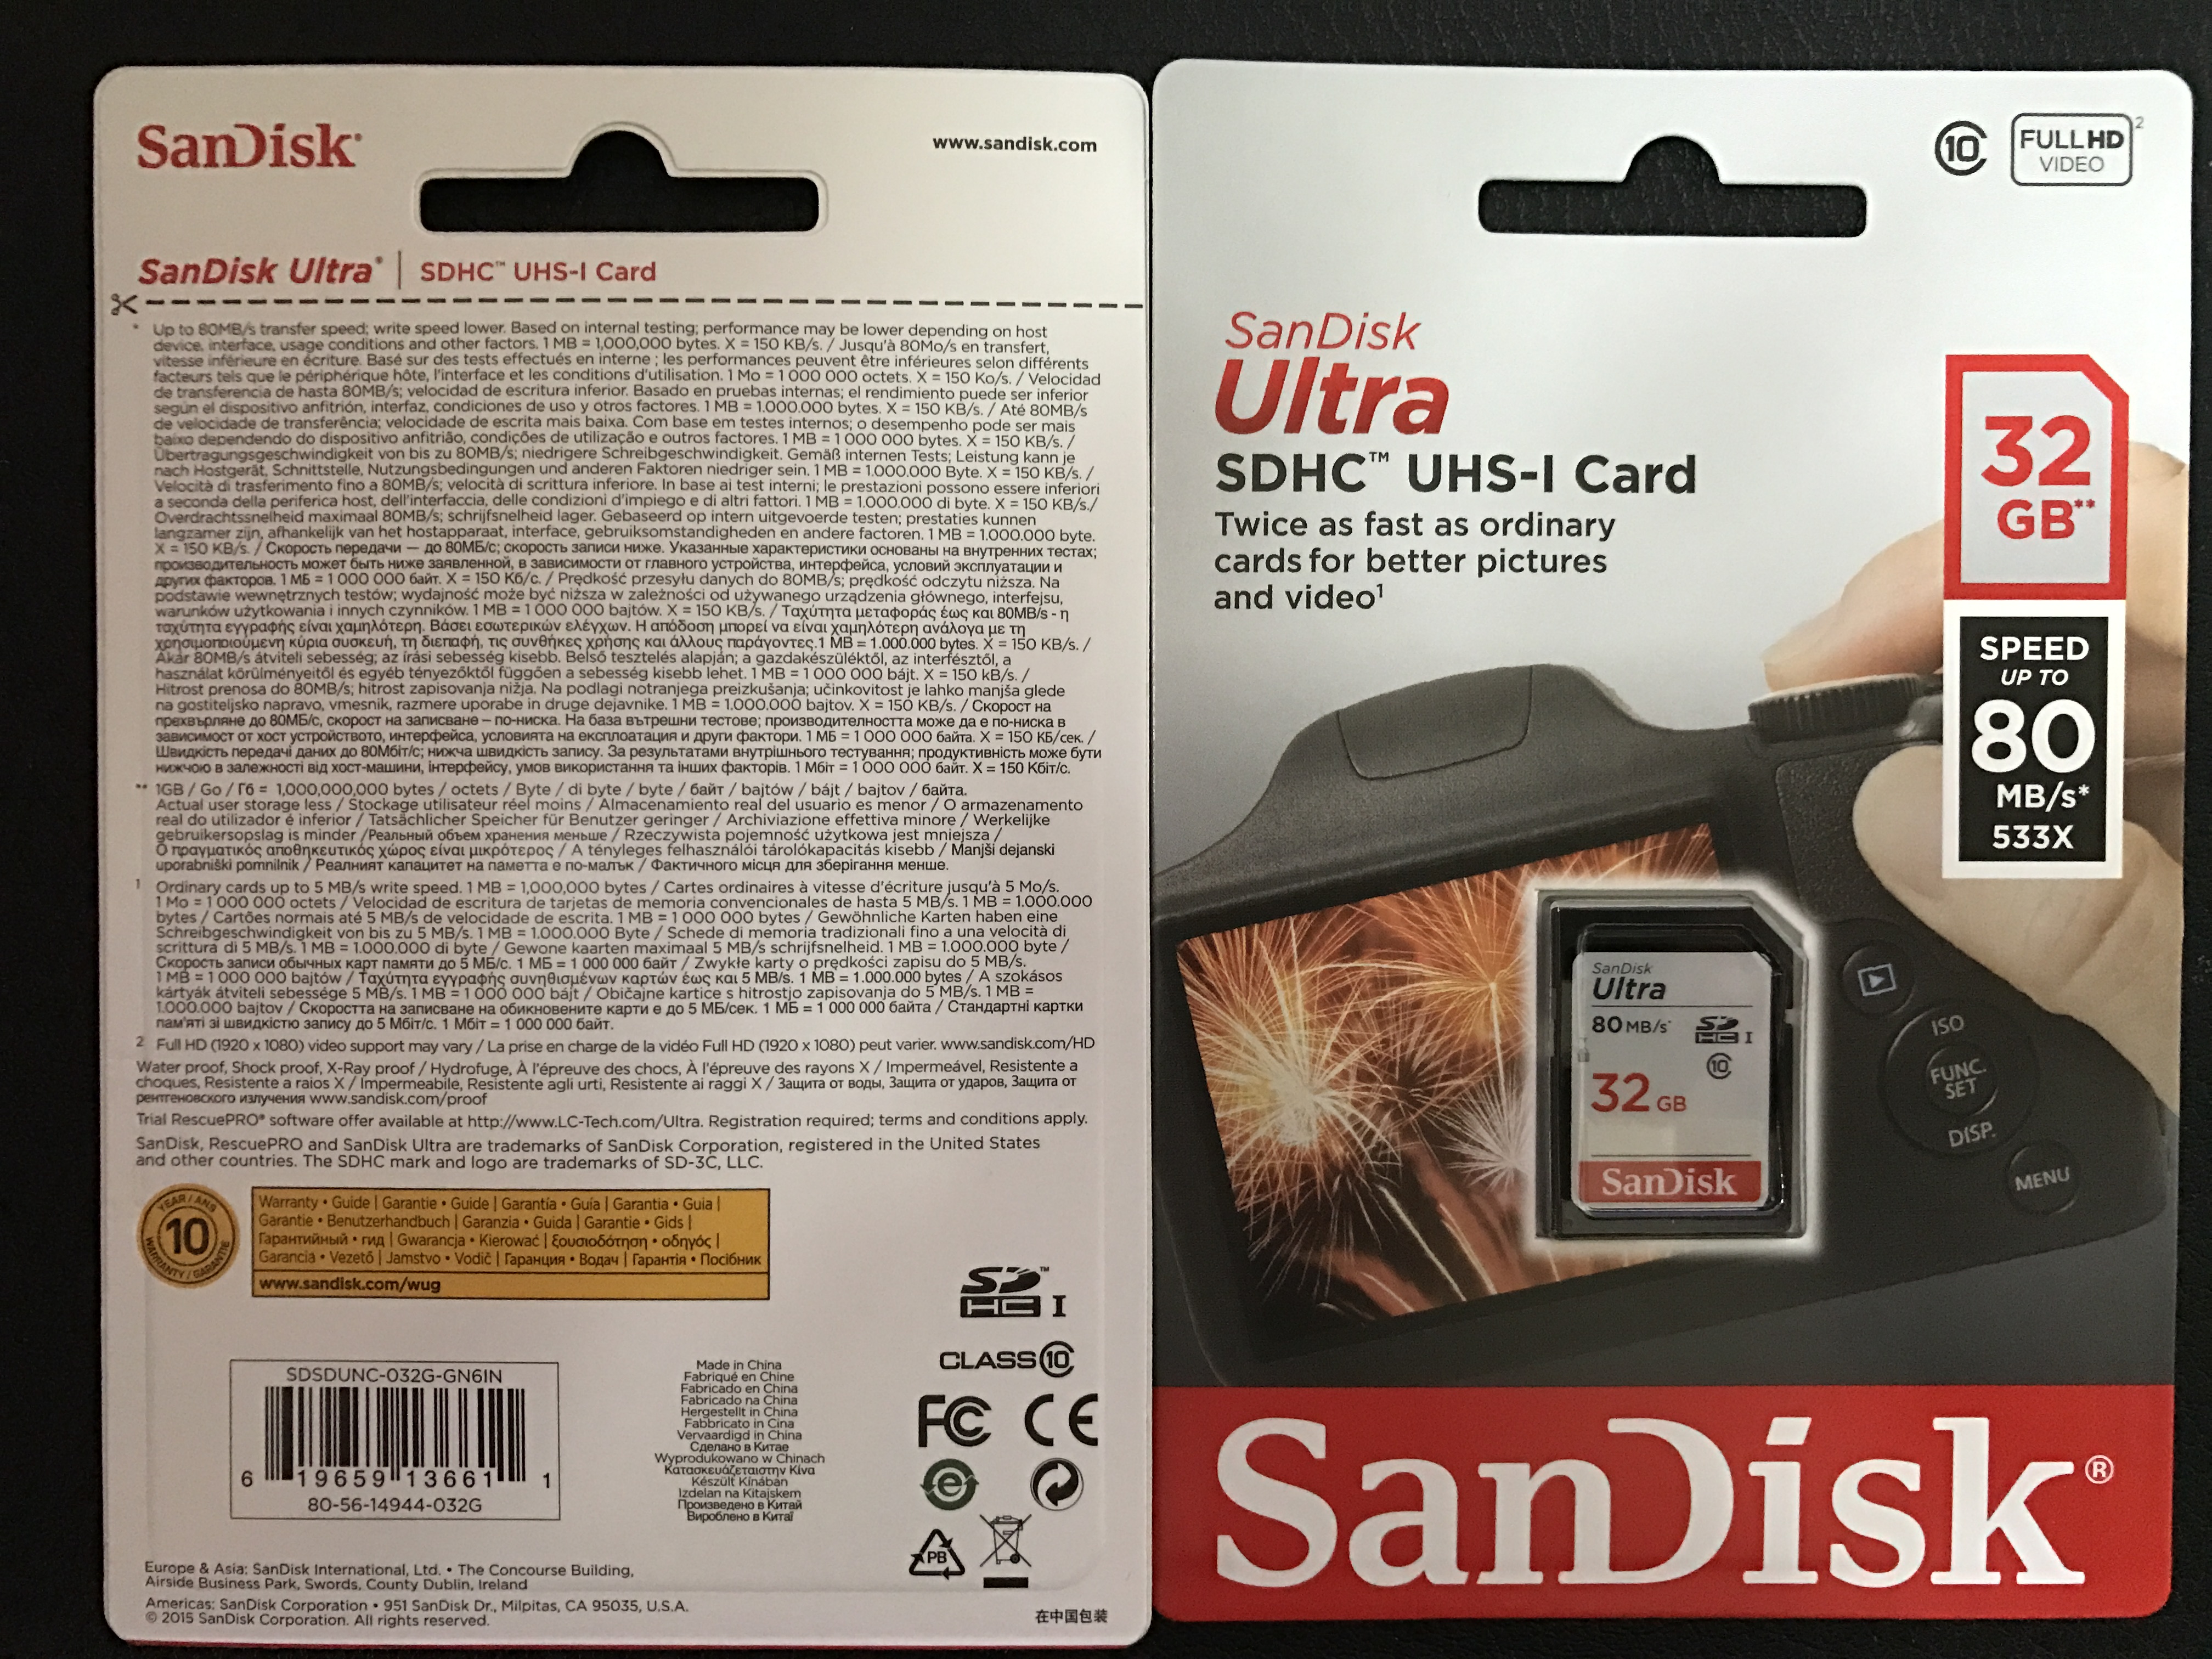 SanDisk®
www.sandisk.com
SanDisk Ultra® | SDHC™ UHS-I Card
* Up to 80MB/s transfer speed; write speed lower. Based on internal testing; performance may be lower depending on host
device, interface, usage conditions and other factors. 1 MB = 1,000,000 bytes. X = 150 KB/s. / Jusqu'à 80Mo/s en transfert,
vitesse inférieure en écriture. Basé sur des tests effectués en interne ; les performances peuvent être inférieures selon différents
facteurs tels que le périphérique hôte, l'interface et les conditions d'utilisation. 1 Mo = 1 000 000 octets. X = 150 Ko/s. / Velocidad
de transferencia de hasta 80MB/s; velocidad de escritura inferior. Basado en pruebas internas; el rendimiento puede ser inferior
según el dispositivo anfitrión, interfaz, condiciones de uso y otros factores. 1 MB = 1.000.000 bytes. X = 150 KB/s. / Até 80MB/s
de velocidade de transferência; velocidade de escrita mais baixa. Com base em testes internos; o desempenho pode ser mais
baixo dependendo do dispositivo anfitrião, condições de utilização e outros factores. 1 MB = 1 000 000 bytes. X = 150 KB/s. /
Übertragungsgeschwindigkeit von bis zu 80MB/s; niedrigere Schreibgeschwindigkeit. Gemäß internen Tests; Leistung kann je
nach Hostgerät, Schnittstelle, Nutzungsbedingungen und anderen Faktoren niedriger sein. 1 MB = 1.000.000 Byte. X = 150 KB/s. /
Velocità di trasferimento fino a 80MB/s; velocità di scrittura inferiore. In base ai test interni; le prestazioni possono essere inferiori
a seconda della periferica host, dell'interfaccia, delle condizioni d'impiego e di altri fattori. 1 MB = 1.000.000 di byte. X = 150 KB/s./
Overdrachtssnelheid maximaal 80MB/s; schrijfsnelheid lager. Gebaseerd op intern uitgevoerde testen; prestaties kunnen
langzamer zijn, afhankelijk van het hostapparaat, interface, gebruiksomstandigheden en andere factoren. 1 MB = 1.000.000 byte.
X = 150 KB/s. / Скорость передачи — до 80МБ/с; скорость записи ниже. Указанные характеристики основаны на внутренних тестах;
производительность может быть ниже заявленной, в зависимости от главного устройства, интерфейса, условий эксплуатации и
других факторов. 1 МБ = 1 000 000 байт. X = 150 Кб/с. / Prędkość przesyłu danych do 80MB/s; prędkość odczytu niższa. Na
podstawie wewnętrznych testów; wydajność może być niższa w zależności od używanego urządzenia głównego, interfejsu,
warunków użytkowania i innych czynników. 1 MB = 1 000 000 bajtów. X = 150 KB/s. / Ταχύτητα μεταφοράς έως και 80MB/s - η
ταχύτητα εγγραφής είναι χαμηλότερη. Βάσει εσωτερικών ελέγχων. Η απόδοση μπορεί να είναι χαμηλότερη ανάλογα με τη
χρησιμοποιούμενη κύρια συσκευή, τη διεπαφή, τις συνθήκες χρήσης και άλλους παράγοντες.1 MB = 1.000.000 bytes. X = 150 KB/s. /
Akár 80MB/s átviteli sebesség; az írási sebesség kisebb. Belső tesztelés alapján; a gazdakészüléktől, az interfésztől, a
használat körülményeitől és egyéb tényezőktől függően a sebesség kisebb lehet. 1 MB = 1 000 000 bájt. X = 150 kB/s. /
Hitrost prenosa do 80MB/s; hitrost zapisovanja nižja. Na podlagi notranjega preizkušanja; učinkovitost je lahko manjša glede
na gostiteljsko napravo, vmesnik, razmere uporabe in druge dejavnike. 1 MB = 1.000.000 bajtov. X = 150 KB/s. / Скорост на
прехвърляне до 80МБ/с, скорост на записване – по-ниска. На база вътрешни тестове; производителността може да е по-ниска в
зависимост от хост устройството, интерфейса, условията на експлоатация и други фактори. 1 МБ = 1 000 000 байта. X = 150 КБ/сек. /
Швидкість передачі даних до 80Мбіт/с; нижча швидкість запису. За результатами внутрішнього тестування; продуктивність може бути
нижчою в залежності від хост-машини, інтерфейсу, умов використання та інших факторів. 1 Мбіт = 1 000 000 байт. X = 150 Кбіт/с.
** 1GB / Go / Гб = 1,000,000,000 bytes / octets / Byte / di byte / byte / байт / bajtów / bájt / bajtov / байта.
Actual user storage less / Stockage utilisateur réel moins / Almacenamiento real del usuario es menor / O armazenamento
real do utilizador é inferior / Tatsächlicher Speicher für Benutzer geringer / Archiviazione effettiva minore / Werkelijke
gebruikersopslag is minder /Реальный объем хранения меньше / Rzeczywista pojemność użytkowa jest mniejsza /
Ο πραγματικός αποθηκευτικός χώρος είναι μικρότερος / A tényleges felhasználói tárolókapacitás kisebb / Manjši dejanski
uporabniški pomnilnik / Реалният капацитет на паметта е по-малък / Фактичного місця для зберігання менше.
1 Ordinary cards up to 5 MB/s write speed. 1 MB = 1,000,000 bytes / Cartes ordinaires à vitesse d'écriture jusqu'à 5 Mo/s.
1 Mo = 1 000 000 octets / Velocidad de escritura de tarjetas de memoria convencionales de hasta 5 MB/s. 1 MB = 1.000.000
bytes / Cartões normais até 5 MB/s de velocidade de escrita. 1 MB = 1 000 000 bytes / Gewöhnliche Karten haben eine
Schreibgeschwindigkeit von bis zu 5 MB/s. 1 MB = 1.000.000 Byte / Schede di memoria tradizionali fino a una velocità di
scrittura di 5 MB/s. 1 MB = 1.000.000 di byte / Gewone kaarten maximaal 5 MB/s schrijfsnelheid. 1 MB = 1.000.000 byte /
Скорость записи обычных карт памяти до 5 МБ/с. 1 МБ = 1 000 000 байт / Zwykłe karty o prędkości zapisu do 5 MB/s.
1 MB = 1 000 000 bajtów / Ταχύτητα εγγραφής συνηθισμένων καρτών έως και 5 MB/s. 1 MB = 1.000.000 bytes / A szokásos
kártyák átviteli sebessége 5 MB/s. 1 MB = 1 000 000 bájt / Običajne kartice s hitrostjo zapisovanja do 5 MB/s. 1 MB =
1.000.000 bajtov / Скоростта на записване на обикновените карти е до 5 МБ/сек. 1 МБ = 1 000 000 байта / Стандартні картки
пам'яті зі швидкістю запису до 5 Мбіт/с. 1 Мбіт = 1 000 000 байт.
2 Full HD (1920 x 1080) video support may vary / La prise en charge de la vidéo Full HD (1920 x 1080) peut varier. www.sandisk.com/HD
Water proof, Shock proof, X-Ray proof / Hydrofuge, À l'épreuve des chocs, À l'épreuve des rayons X / Impermeável, Resistente a
choques, Resistente a raios X / Impermeabile, Resistente agli urti, Resistente ai raggi X / Защита от воды, Защита от ударов, Защита от
рентгеновского излучения www.sandisk.com/proof
Trial RescuePRO® software offer available at http://www.LC-Tech.com/Ultra. Registration required; terms and conditions apply.
SanDisk, RescuePRO and SanDisk Ultra are trademarks of SanDisk Corporation, registered in the United States
and other countries. The SDHC mark and logo are trademarks of SD-3C, LLC.
YEAR / ANS
10
WARRANTY / GARANTIE
Warranty • Guide | Garantie • Guide | Garantía • Guía | Garantia • Guia |
Garantie • Benutzerhandbuch | Garanzia • Guida | Garantie • Gids |
Гарантийный • гид | Gwarancja • Kierować | ξουσιοδότηση • οδηγός |
Garancia • Vezető | Jamstvo • Vodič | Гаранция • Водач | Гарантія • Посібник
www.sandisk.com/wug
SD™
HC I
CLASS 10
SDSDUNC-032G-GN6IN
6 19659 13661 1
80-56-14944-032G
Made in China
Fabriqué en Chine
Fabricado en China
Fabricado na China
Hergestellt in China
Fabbricato in Cina
Vervaardigd in China
Сделано в Китае
Wyprodukowano w Chinach
Κατασκευάζεταιστην Κίνα
Készült Kínában
Izdelan na Kitajskem
Произведено в Китай
Вироблено в Китаї
FC CE
PB
Europe & Asia: SanDisk International, Ltd. • The Concourse Building,
Airside Business Park, Swords, County Dublin, Ireland
Americas: SanDisk Corporation • 951 SanDisk Dr., Milpitas, CA 95035, U.S.A.
© 2015 SanDisk Corporation. All rights reserved.
在中国包装
10
FULL HD 2
VIDEO
SanDisk
Ultra
SDHC™ UHS-I Card
Twice as fast as ordinary
cards for better pictures
and video1
32
GB**
SPEED
UP TO
80
MB/s*
533X
SanDisk
Ultra
80 MB/s* SD HC I
10
32 GB
SanDisk
ISO
FUNC.
SET
DISP.
MENU
SanDisk®